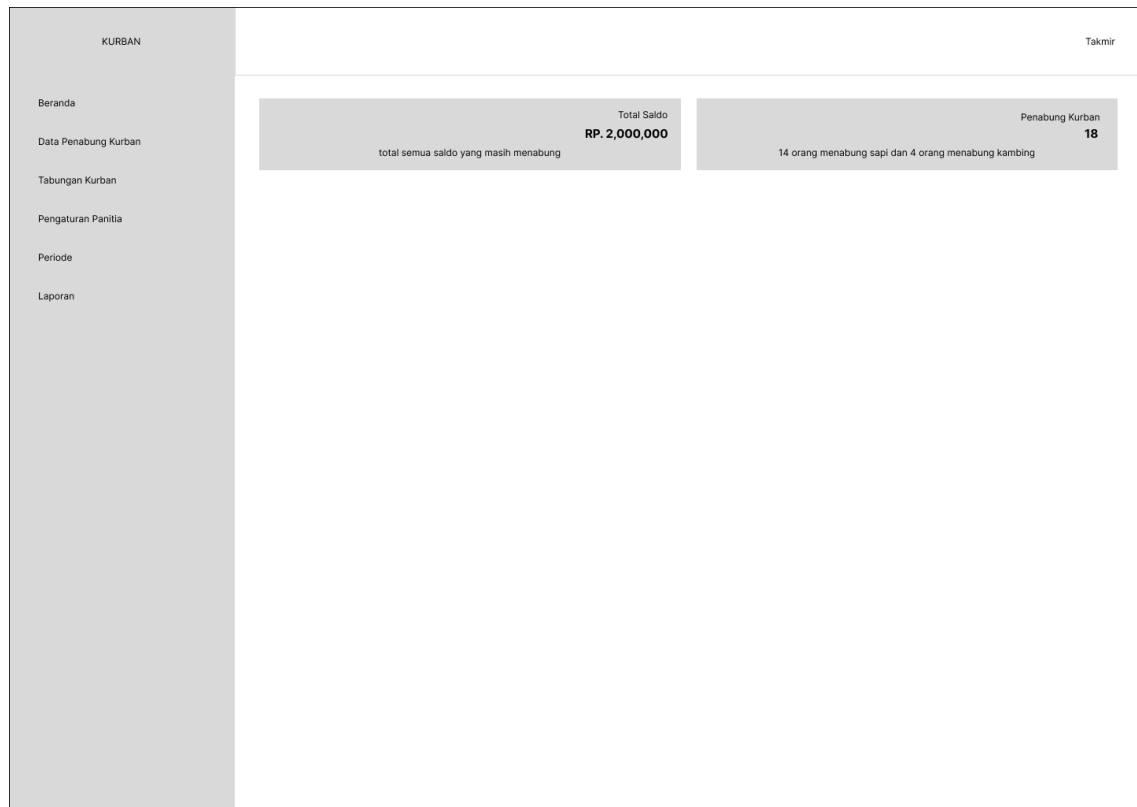 KURBAN
Takmir
Beranda
Data Penabung Kurban
Tabungan Kurban
Pengaturan Panitia
Periode
Laporan
Total Saldo
RP. 2,000,000
total semua saldo yang masih menabung
Penabung Kurban
18
14 orang menabung sapi dan 4 orang menabung kambing